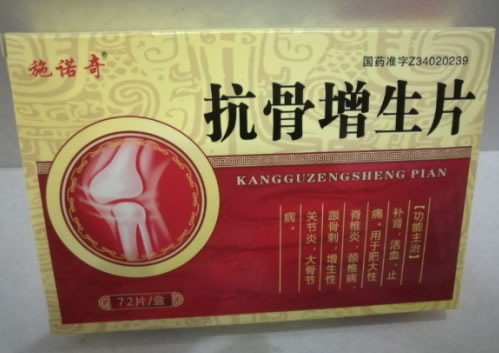 施诺奇®
国药准字Z34020239
抗骨增生片
KANGGUZENGSHENG PIAN
【功能主治】
补肾，活血，止
痛。用于肥大性
脊椎炎，颈椎病，
跟骨刺，增生性
关节炎，大骨节
病。
72片/盒